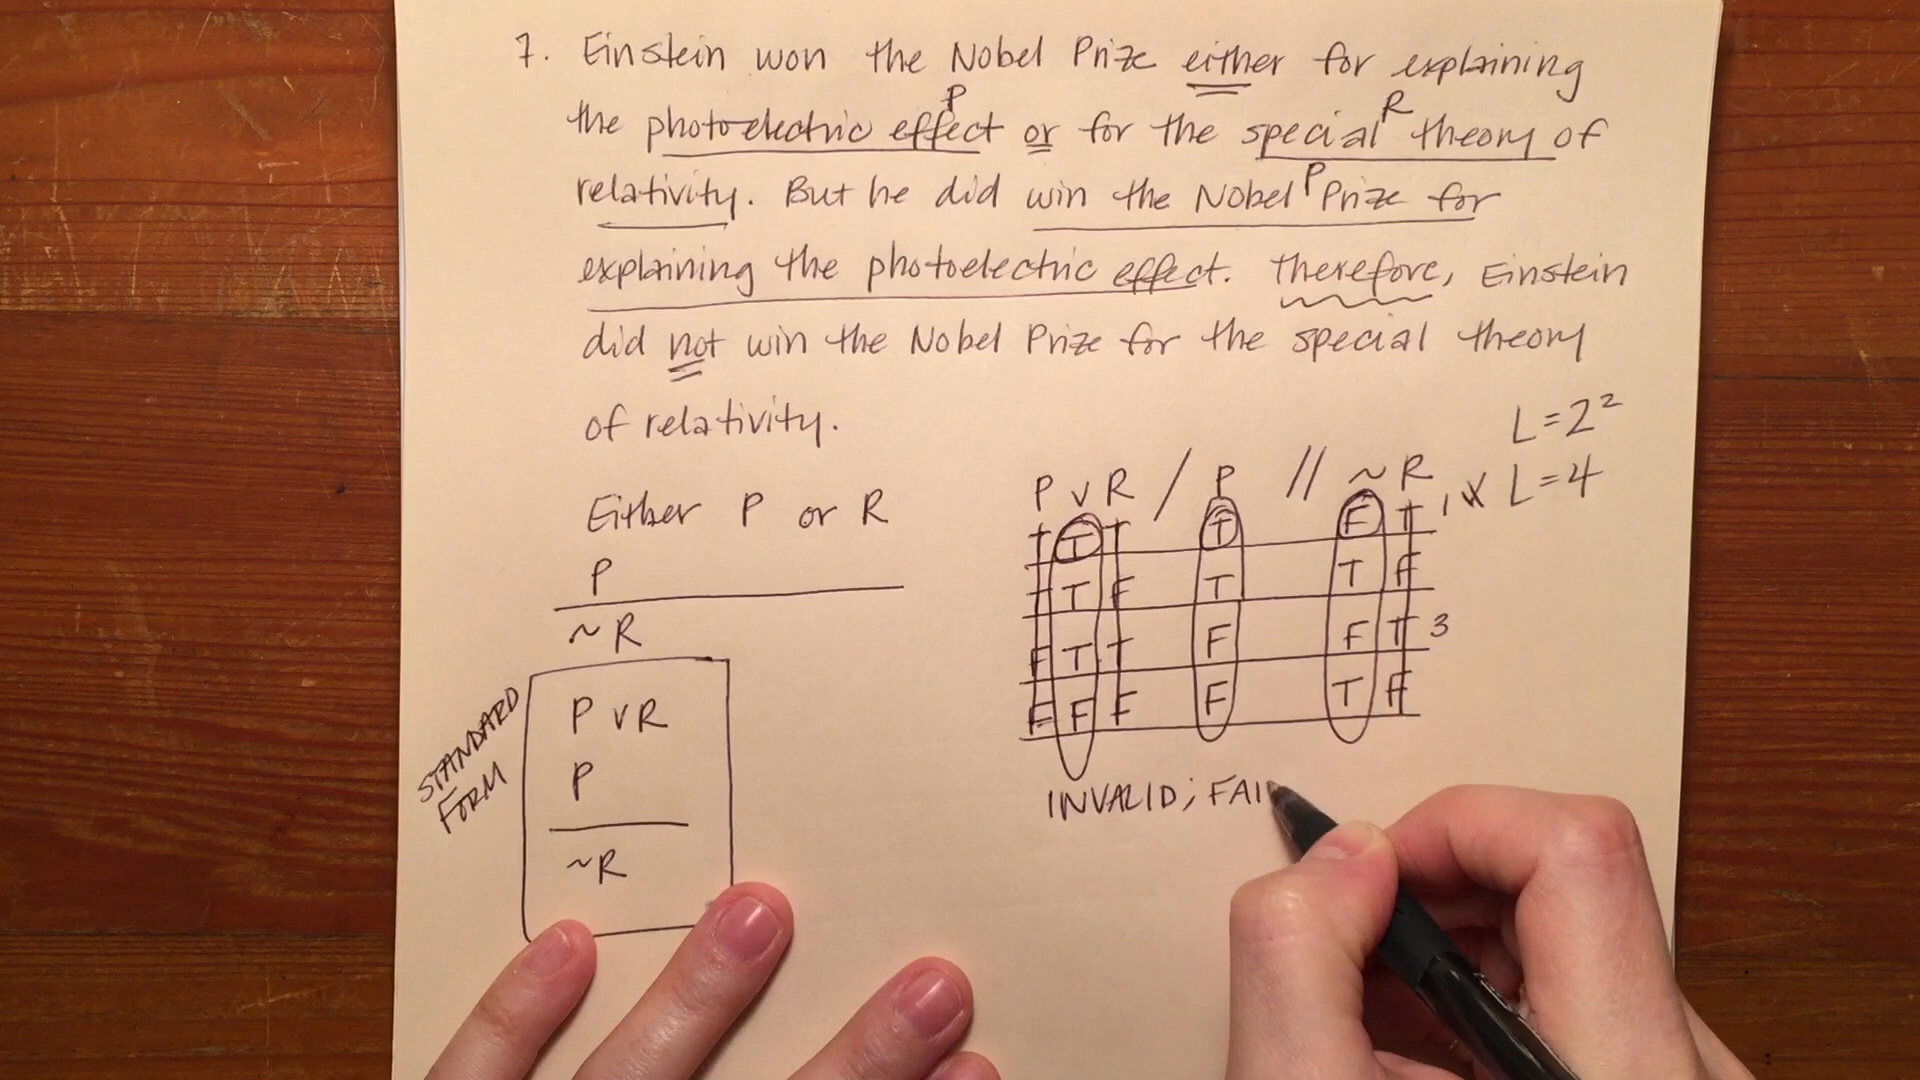 7. Einstein won the Nobel Prize either for explaining
P R
the photoelectric effect or for the special theory of
P
relativity. But he did win the Nobel Prize for
explaining the photoelectric effect. Therefore, Einstein
did not win the Nobel Prize for the special theory
of relativity.
L=2²
L=4
Either P or R
P
~R
STANDARD
FORM
P v R
P
~R
P v R / P // ~ R
T T T T F T 1 X
T T F T T F
F T T F F T 3
F F F F T F
INVALID; FAI